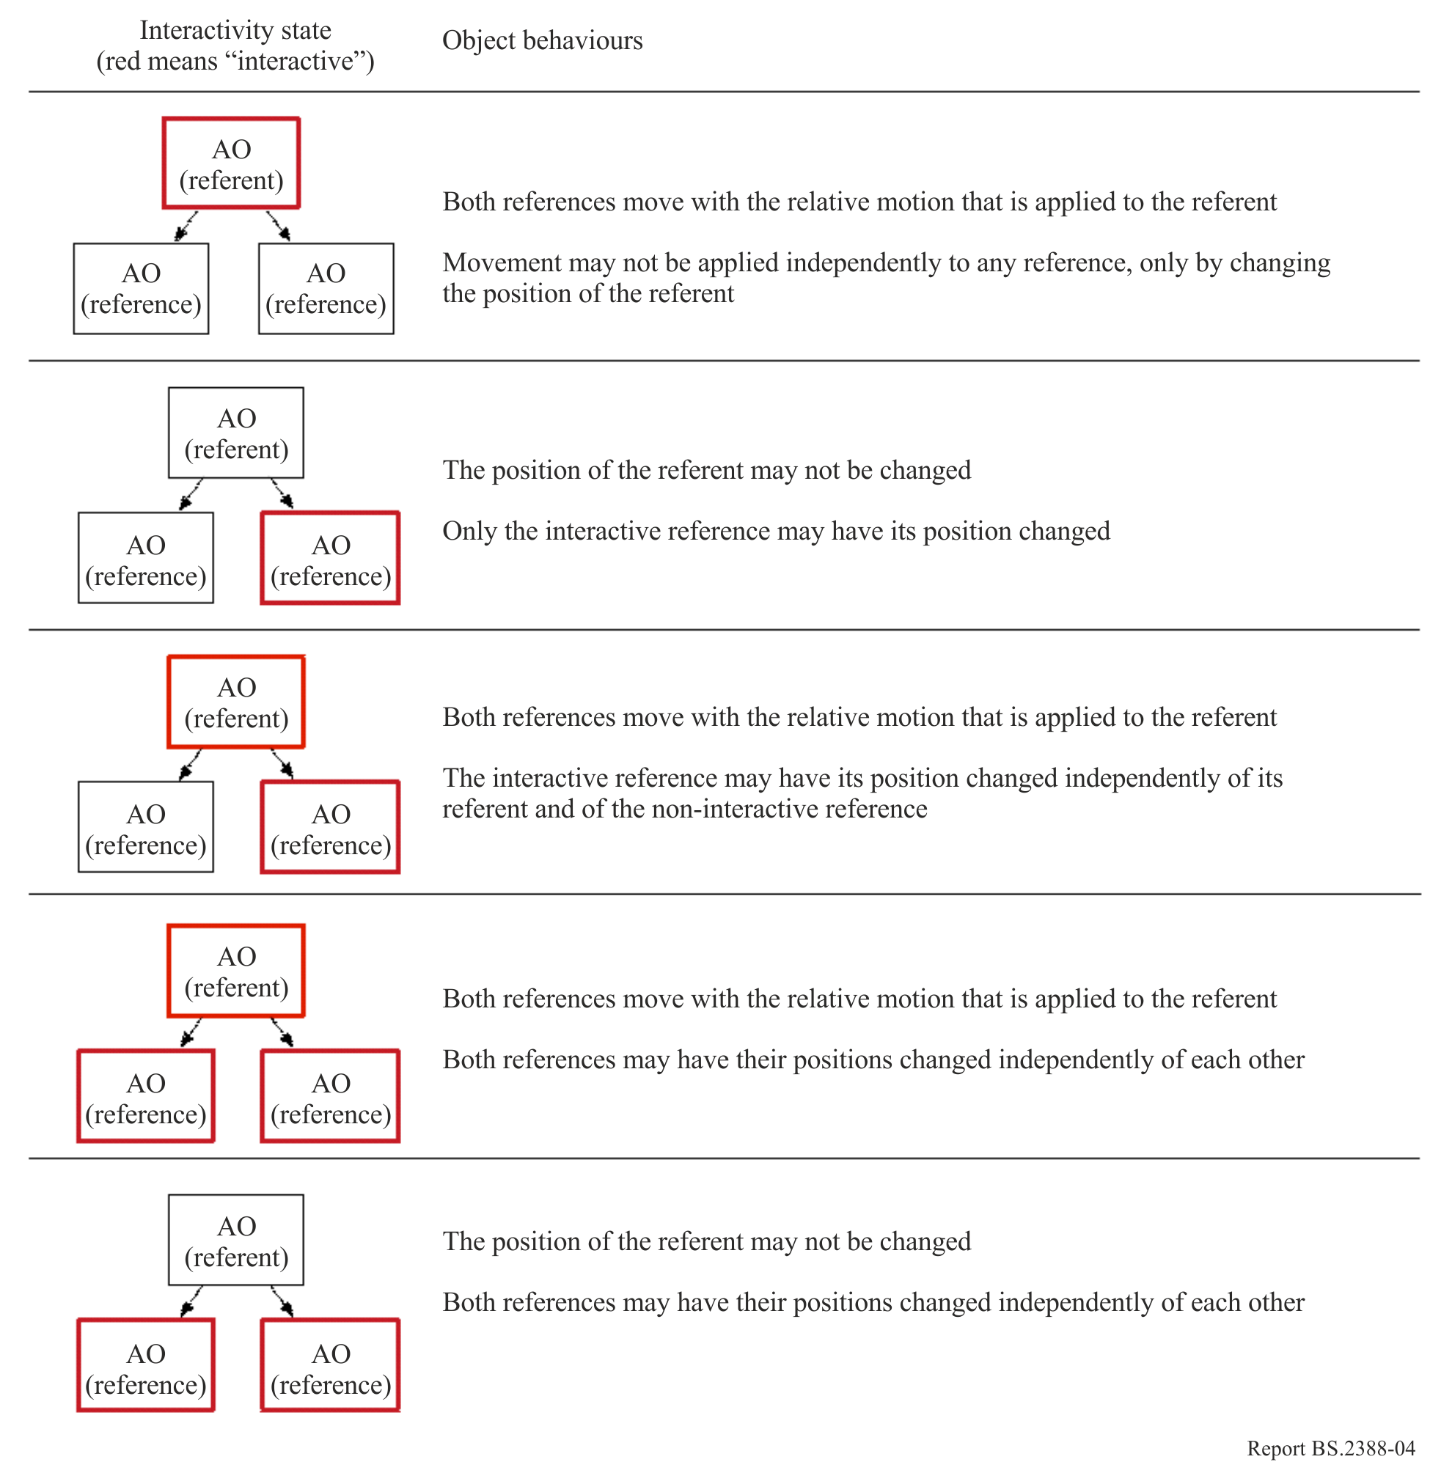 Interactivity state
(red means “interactive”)
Object behaviours
AO
(referent)
AO
(reference)
AO
(reference)
Both references move with the relative motion that is applied to the referent
Movement may not be applied independently to any reference, only by changing
the position of the referent
AO
(referent)
AO
(reference)
AO
(reference)
The position of the referent may not be changed
Only the interactive reference may have its position changed
AO
(referent)
AO
(reference)
AO
(reference)
Both references move with the relative motion that is applied to the referent
The interactive reference may have its position changed independently of its
referent and of the non-interactive reference
AO
(referent)
AO
(reference)
AO
(reference)
Both references move with the relative motion that is applied to the referent
Both references may have their positions changed independently of each other
AO
(referent)
AO
(reference)
AO
(reference)
The position of the referent may not be changed
Both references may have their positions changed independently of each other
Report BS.2388-04